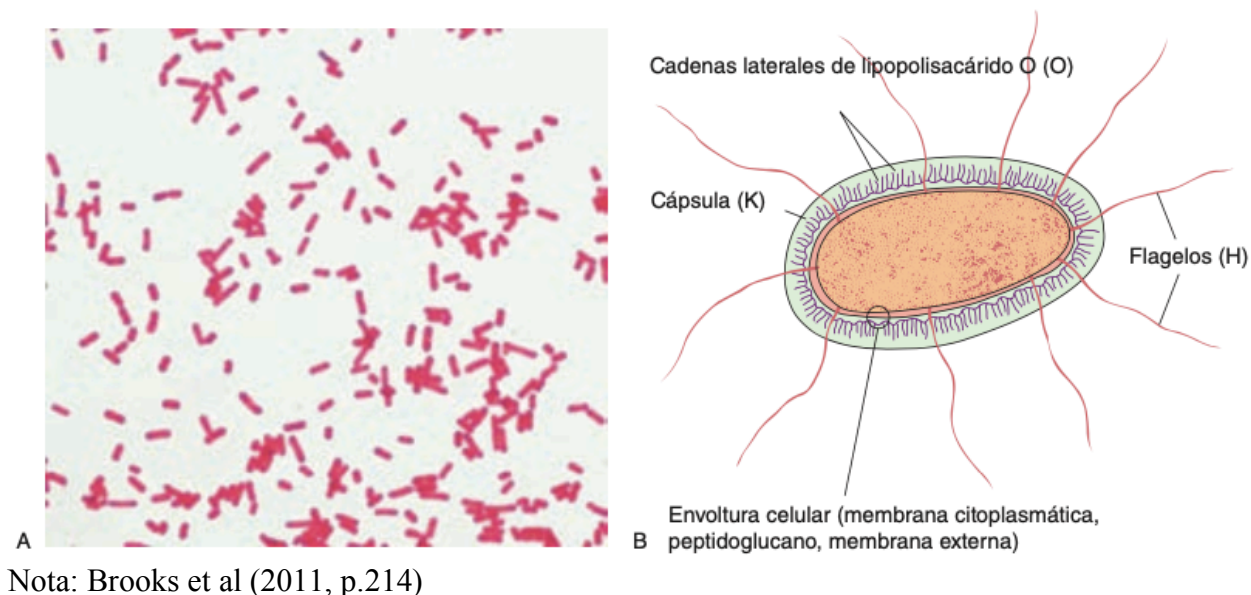 Cadenas laterales de lipopolisacárido O (O)
Cápsula (K)
Flagelos (H)
Envoltura celular (membrana citoplasmática,
peptidoglucano, membrana externa)
A
B
Nota: Brooks et al (2011, p.214)